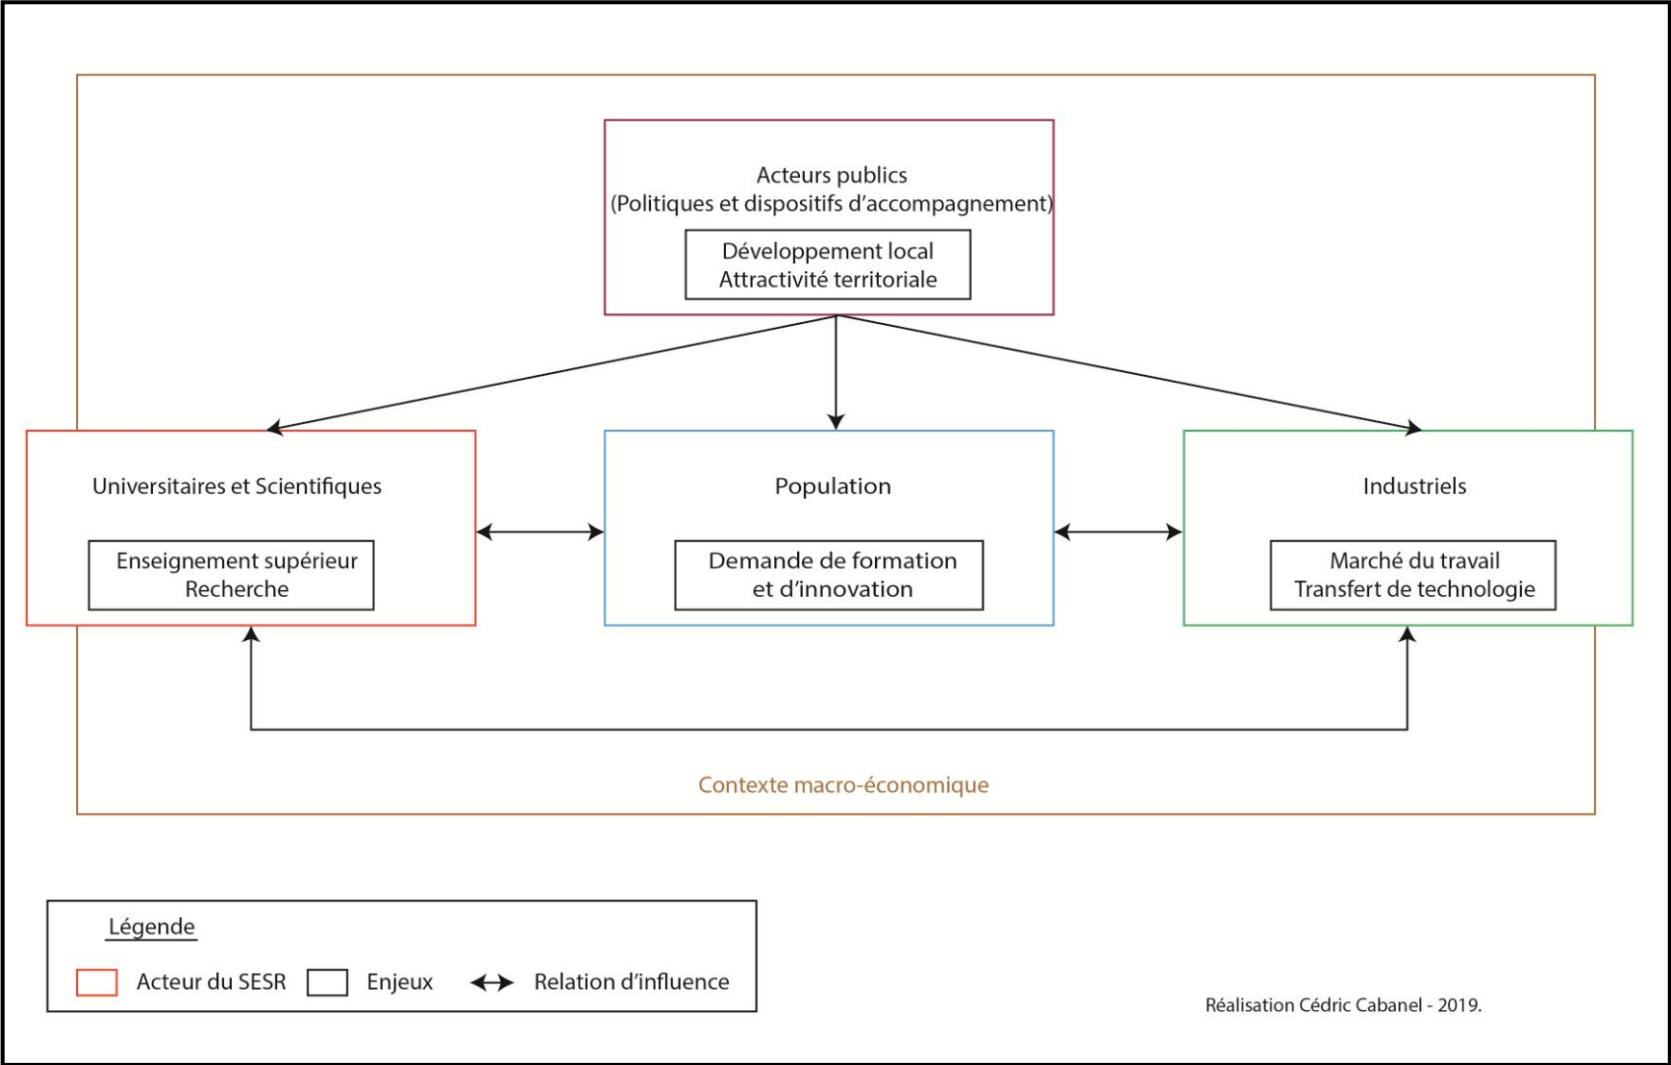 Acteurs publics
(Politiques et dispositifs d’accompagnement)
Développement local
Attractivité territoriale
Universitaires et Scientifiques
Enseignement supérieur
Recherche
Population
Demande de formation
et d’innovation
Industriels
Marché du travail
Transfert de technologie
Contexte macro-économique
Légende
Acteur du SESR
Enjeux
Relation d’influence
Réalisation Cédric Cabanel - 2019.